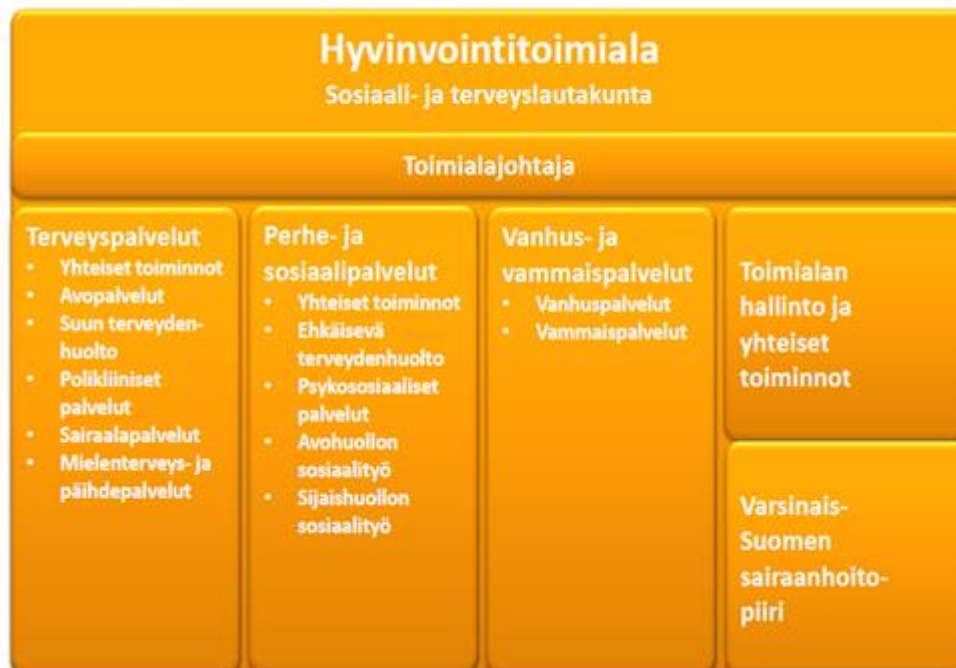 Hyvinvointitoimiala
Sosiaali- ja terveyslautakunta
Toimialajohtaja
Terveyspalvelut
• Yhteiset toiminnot
• Avopalvelut
• Suun terveyden-
huolto
• Polikliiniset
palvelut
• Sairaalapalvelut
• Mielenterveys- ja
päihdepalvelut
Perhe- ja
sosiaalipalvelut
• Yhteiset toiminnot
• Ehkäisevä
terveydenhuolto
• Psykososiaaliset
palvelut
• Avohuollon
sosiaalityö
• Sijaishuollon
sosiaalityö
Vanhus- ja
vammaispalvelut
• Vanhuspalvelut
• Vammaispalvelut
Toimialan
hallinto ja
yhteiset
toiminnot
Varsinais-
Suomen
sairaanhoito-
piiri